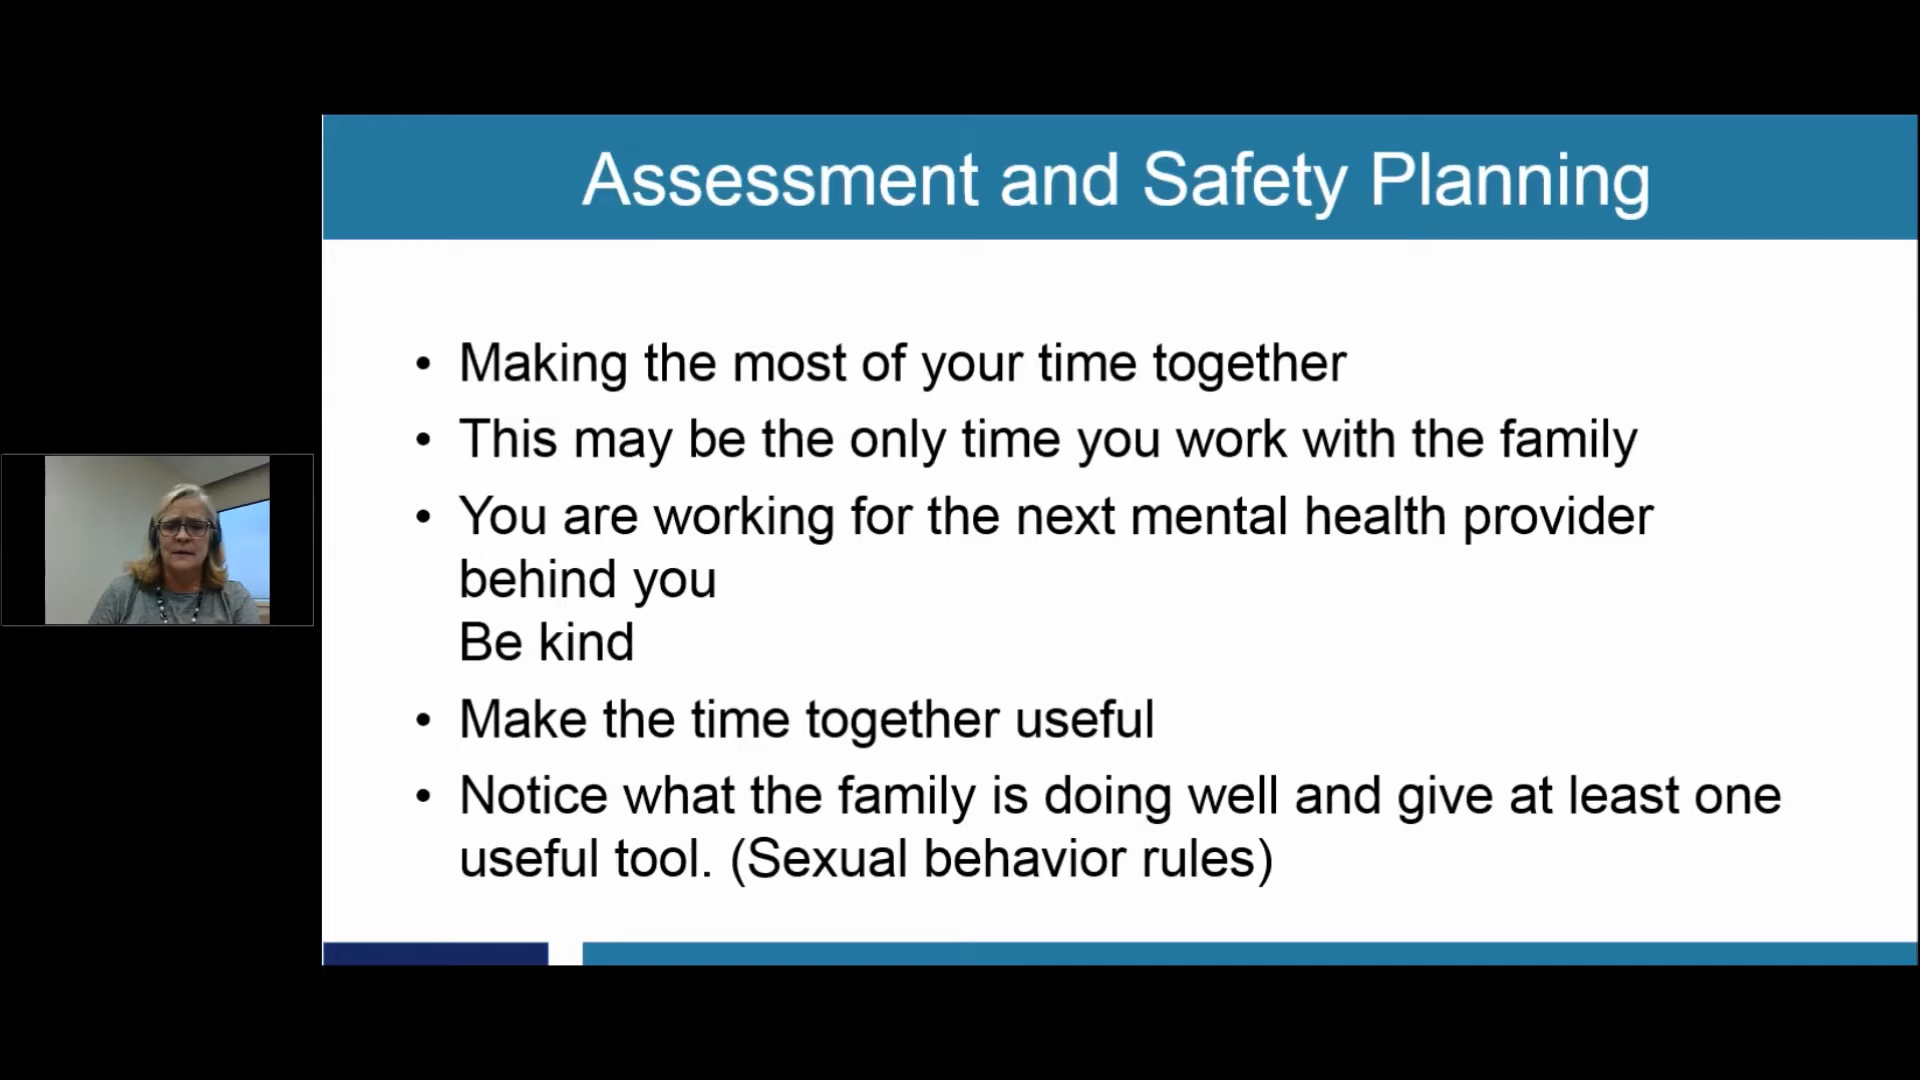 Assessment and Safety Planning
• Making the most of your time together
• This may be the only time you work with the family
• You are working for the next mental health provider
behind you
Be kind
• Make the time together useful
• Notice what the family is doing well and give at least one
useful tool. (Sexual behavior rules)